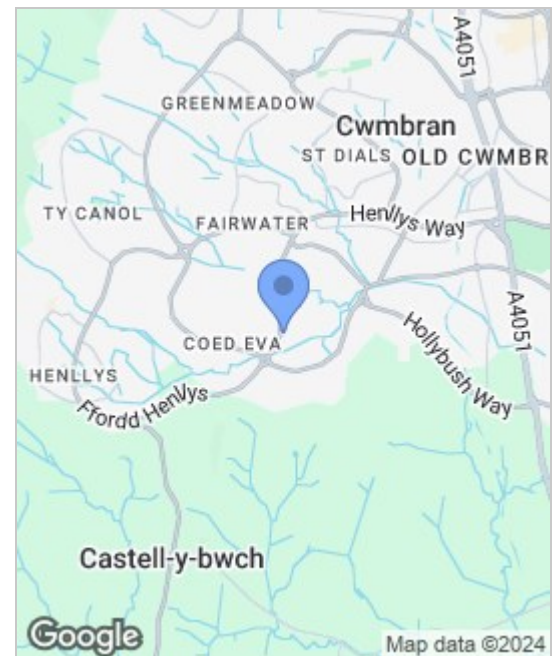 A4051
GREENMEADOW
Cwmbran
ST DIALS
OLD CWMBR
TY CANOL
FAIRWATER
Henllys Way
A4051
COED EVA
Hollybush Way
HENLLYS
Ffordd Henllys
Castell-y-bwch
Google
Map data ©2024